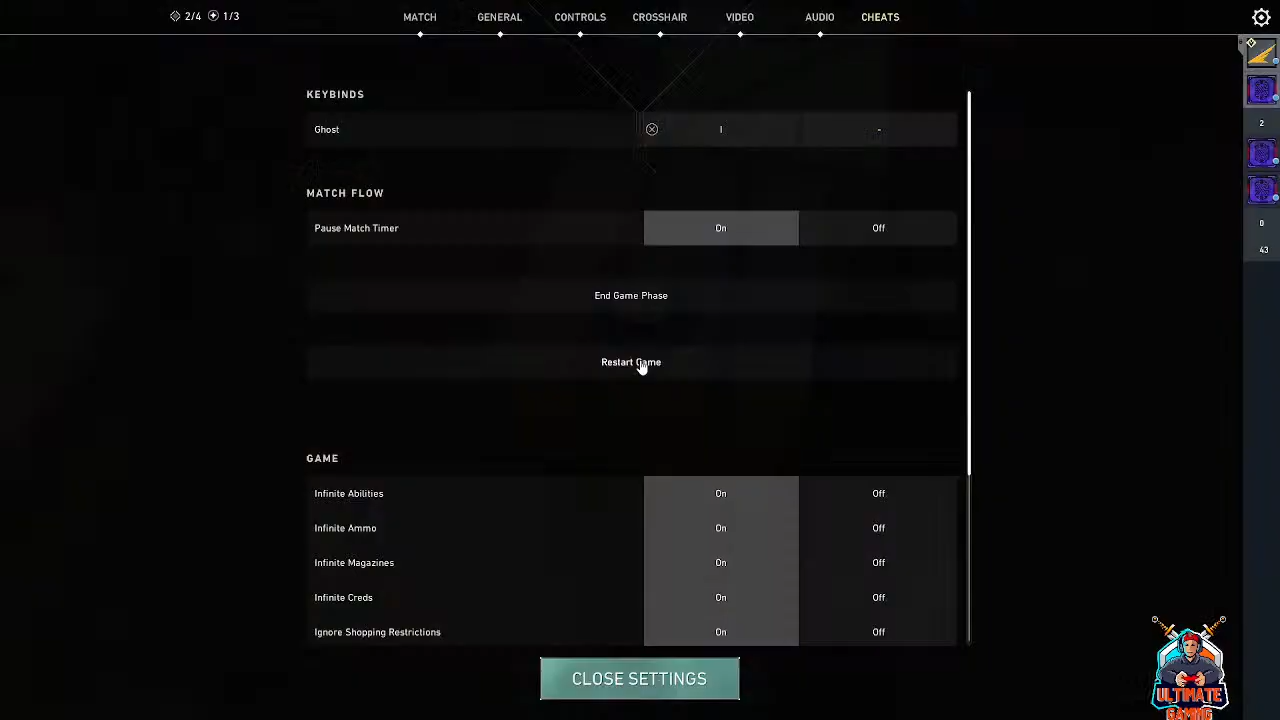 2/4 1/3
MATCH GENERAL CONTROLS CROSSHAIR VIDEO AUDIO CHEATS
KEYBINDS
Ghost I -
MATCH FLOW
Pause Match Timer On Off
End Game Phase
Restart Game
GAME
Infinite Abilities On Off
Infinite Ammo On Off
Infinite Magazines On Off
Infinite Creds On Off
Ignore Shopping Restrictions On Off
CLOSE SETTINGS
2
0
43
ULTIMATE
GAMING